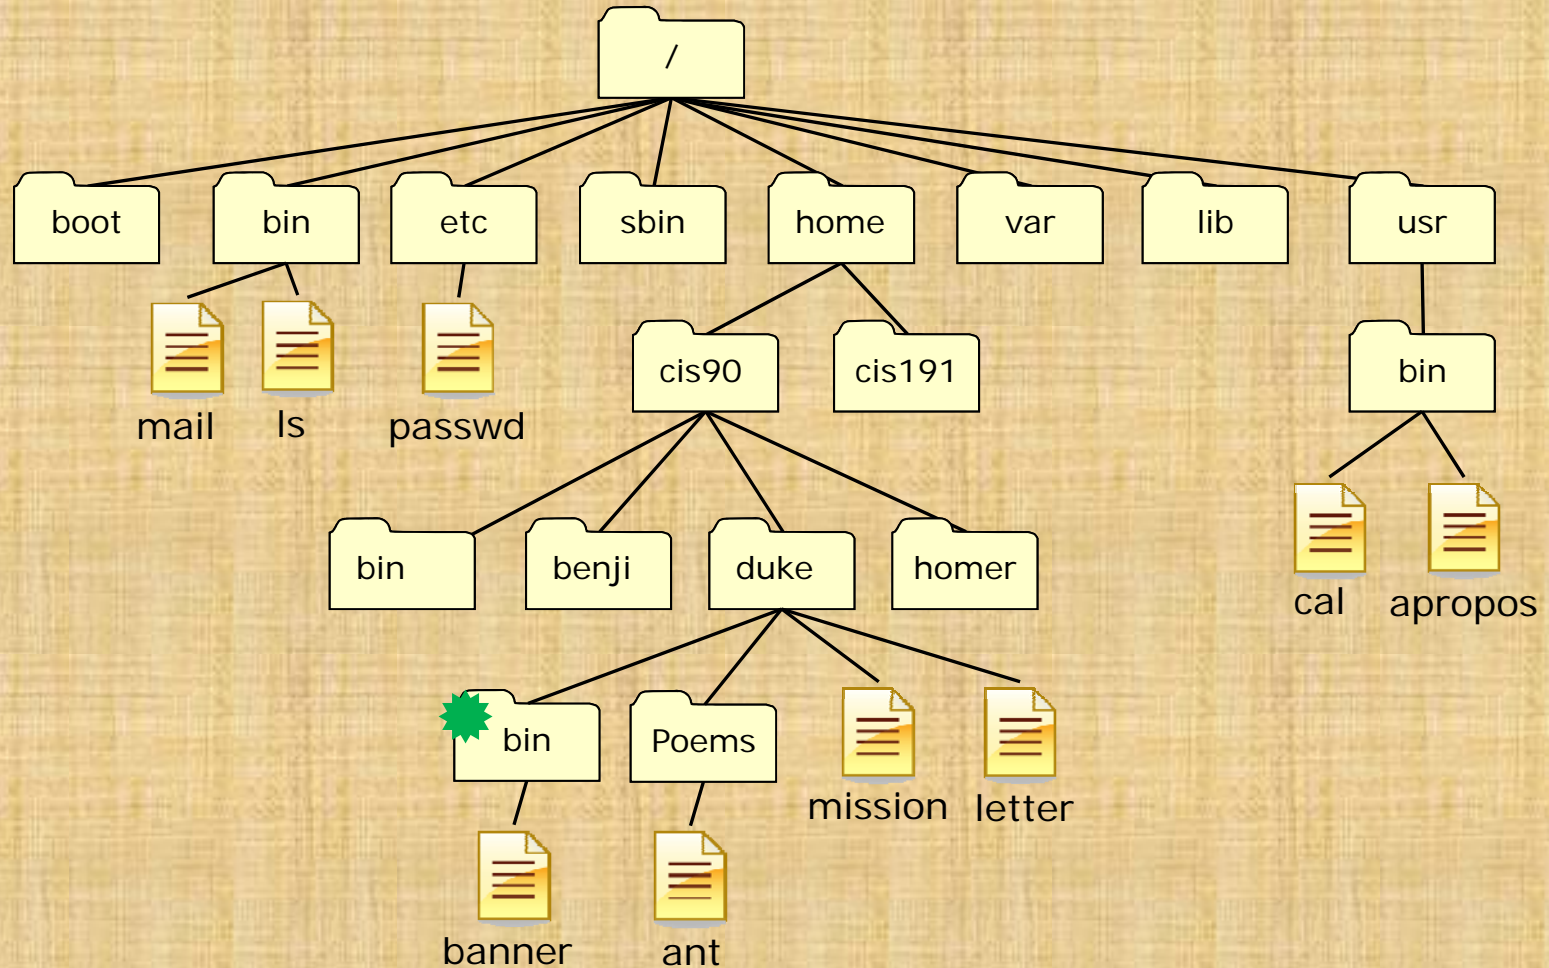 /
boot bin etc sbin home var lib usr
mail ls passwd
cis90 cis191 bin
bin benji duke homer
cal apropos
bin Poems
mission letter
banner ant